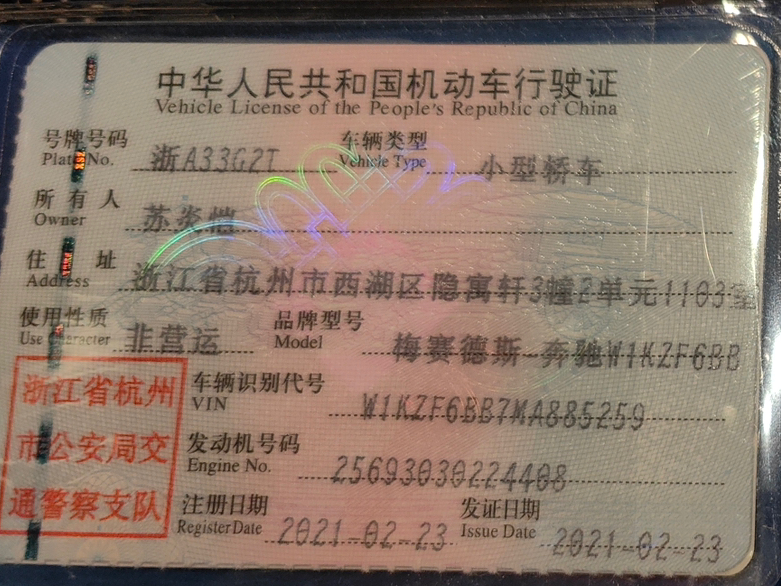 中华人民共和国机动车行驶证
Vehicle License of the People's Republic of China
号牌号码 浙A33G2T 车辆类型 小型轿车
Plate No. Vehicle Type
所有人 苏炎恺
Owner
住址 浙江省杭州市西湖区隐寓轩3幢2单元1103室
Address
使用性质 非营运 品牌型号 梅赛德斯-奔驰W1KZF6BB
Use Character Model
浙江省杭州
市公安局交
通警察支队
车辆识别代号 W1KZF6BB7MA885259
VIN
发动机号码 25693030224408
Engine No.
注册日期 2021-02-23 发证日期 2021-02-23
Register Date Issue Date